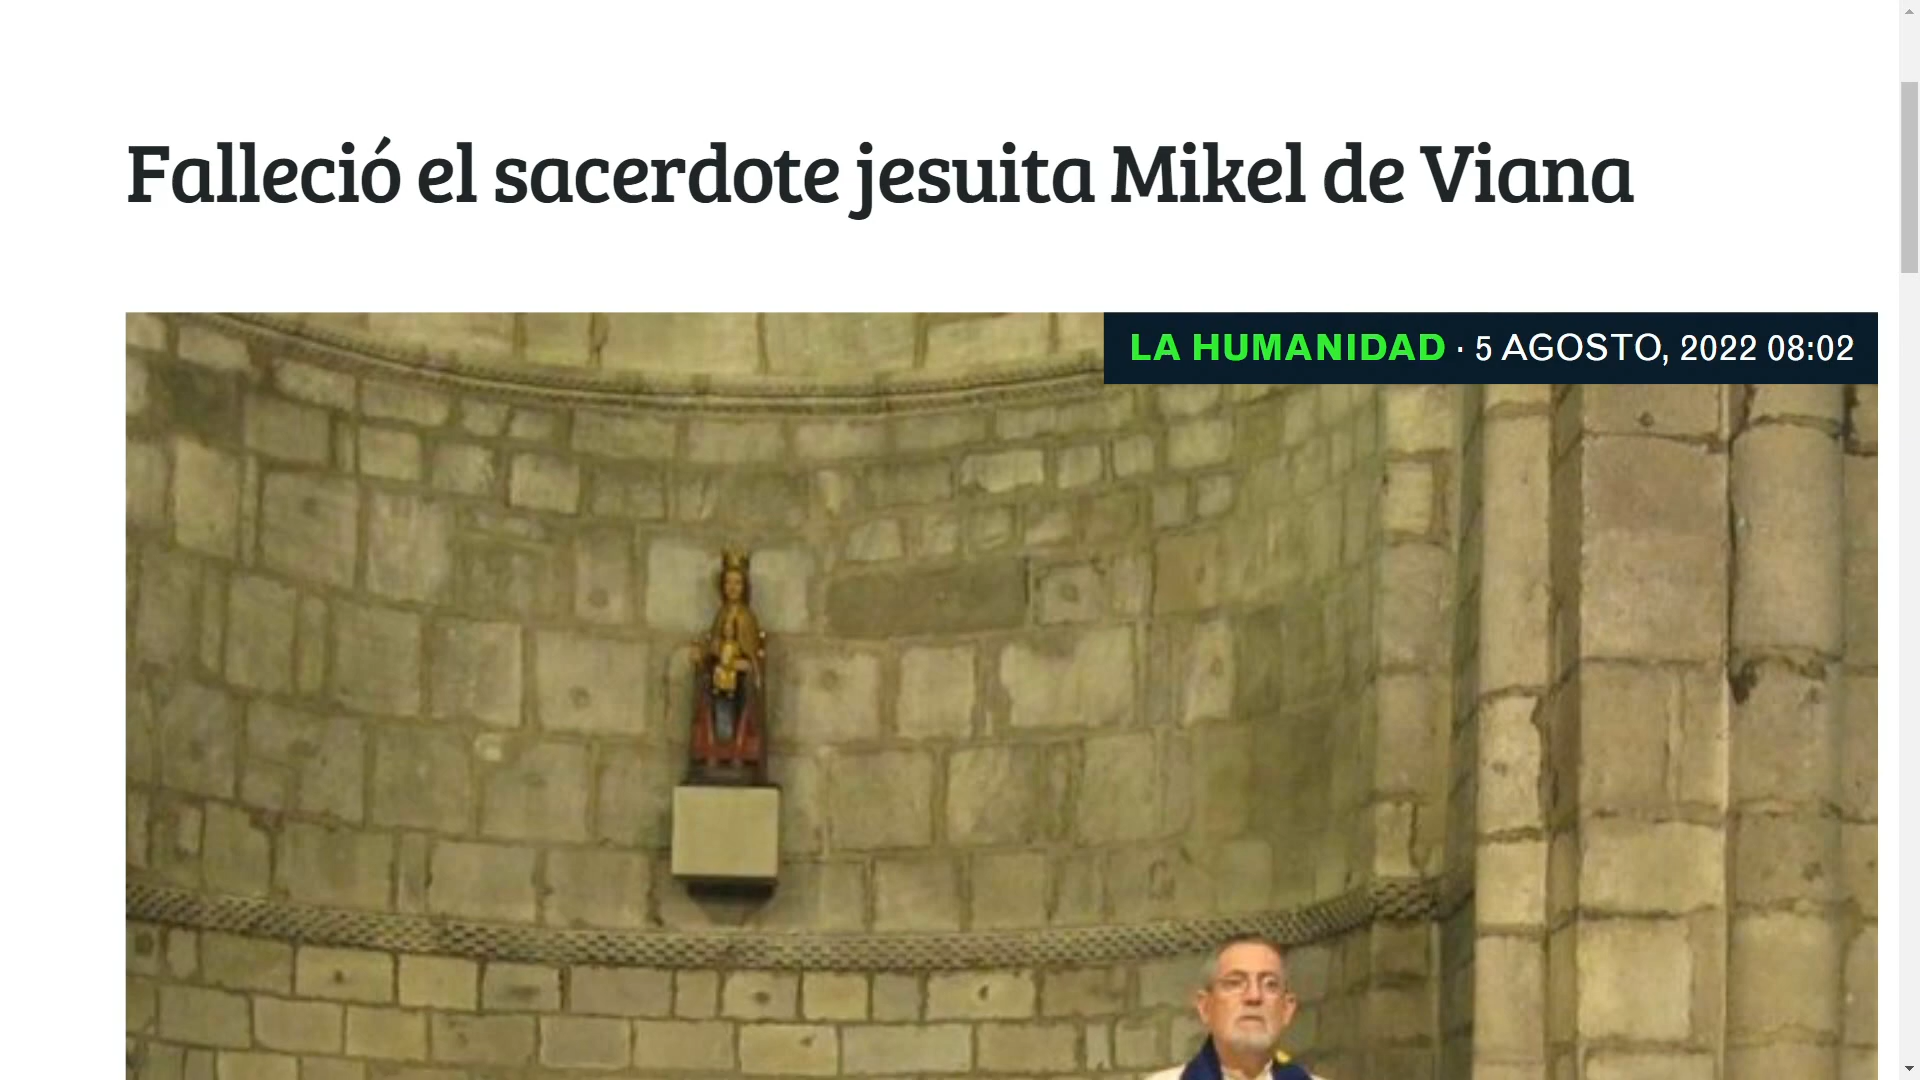 Falleció el sacerdote jesuita Mikel de Viana
LA HUMANIDAD · 5 AGOSTO, 2022 08:02